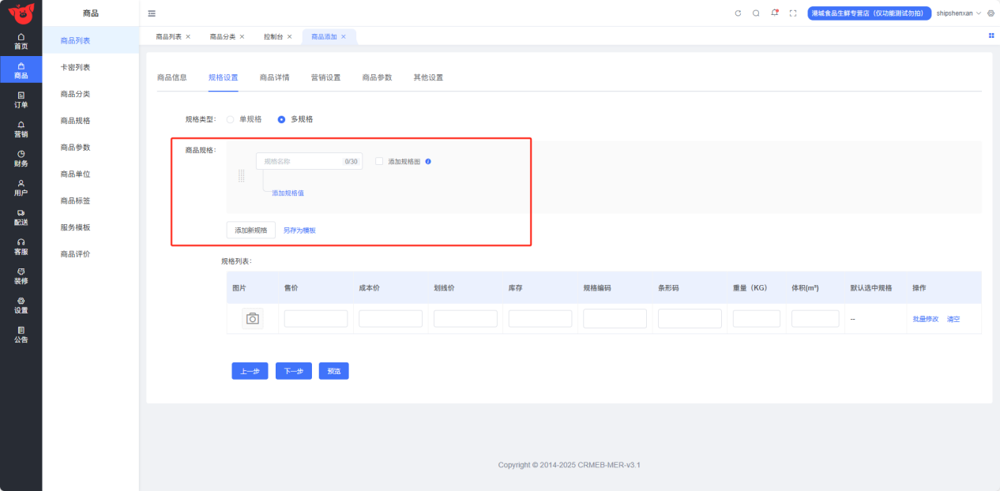 商品
港城食品生鲜专营店（仅功能测试勿拍）
shipshenxan
首页
商品
订单
营销
财务
用户
配送
客服
装修
设置
公告
商品列表
卡密列表
商品分类
商品规格
商品参数
商品单位
商品标签
服务模板
商品评价
商品列表 ×
商品分类 ×
控制台 ×
商品添加 ×
商品信息
规格设置
商品详情
营销设置
商品参数
其他设置
规格类型：
单规格
多规格
商品规格：
规格名称 0/30
添加规格图
添加规格值
添加新规格
另存为模板
规格列表：
图片 售价 成本价 划线价 库存 规格编码 条形码 重量（KG） 体积(m³) 默认选中规格 操作
-- 批量修改 清空
上一步
下一步
预览
Copyright © 2014-2025 CRMEB-MER-v3.1